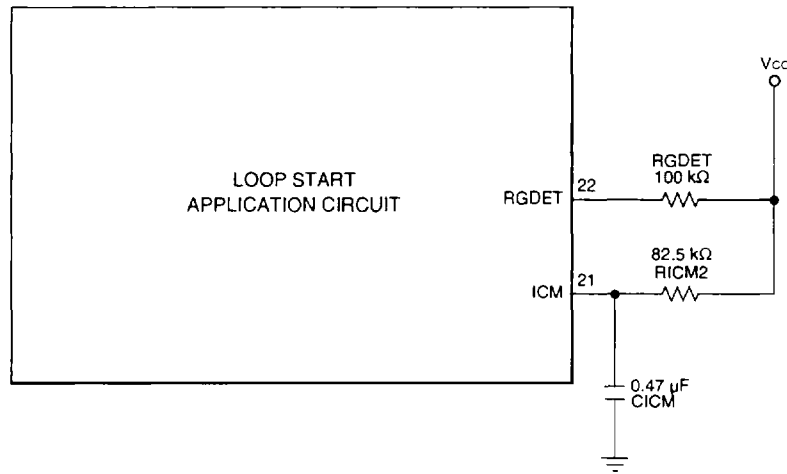 Vcc
LOOP START
APPLICATION CIRCUIT
RGDET
22
RGDET
100 kΩ
ICM
21
82.5 kΩ
RICM2
0.47 µF
CICM